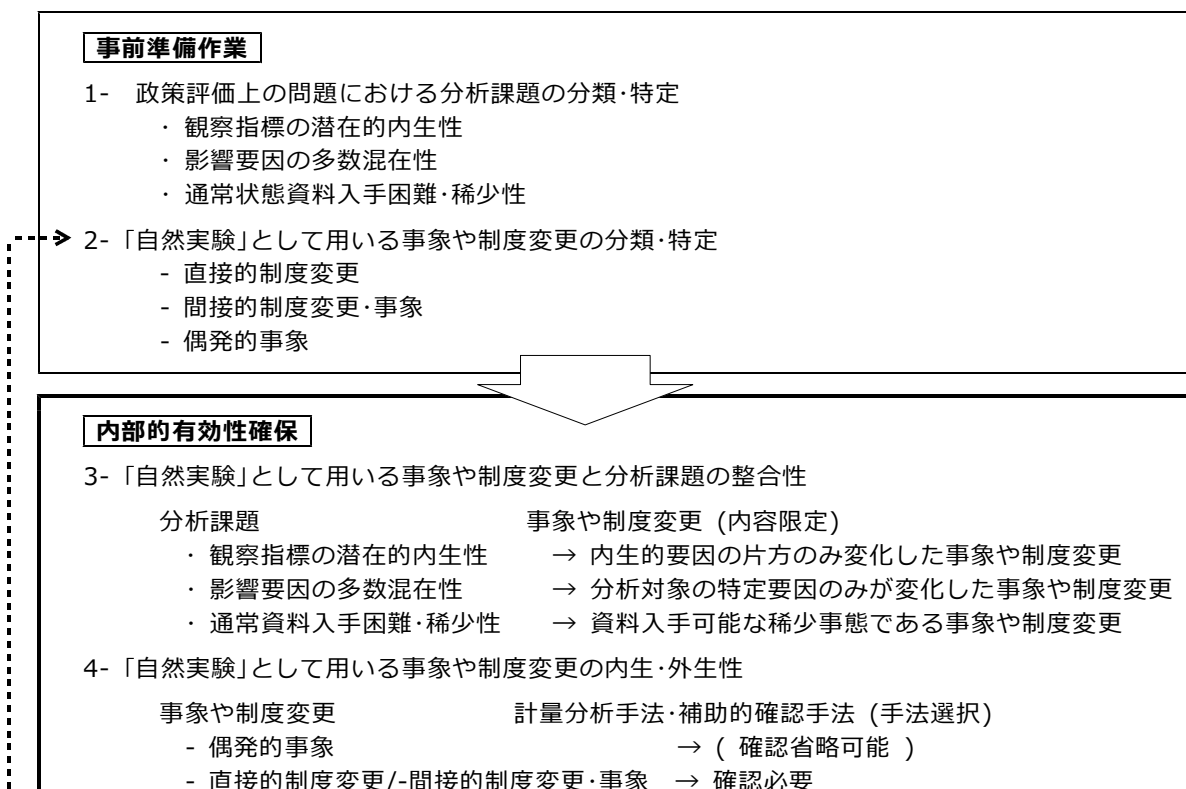 事前準備作業
1- 政策評価上の問題における分析課題の分類･特定
･ 観察指標の潜在的内生性
･ 影響要因の多数混在性
･ 通常状態資料入手困難･稀少性
2-「自然実験」として用いる事象や制度変更の分類･特定
- 直接的制度変更
- 間接的制度変更･事象
- 偶発的事象
内部的有効性確保
3-「自然実験」として用いる事象や制度変更と分析課題の整合性
分析課題 事象や制度変更 (内容限定)
･ 観察指標の潜在的内生性 → 内生的要因の片方のみ変化した事象や制度変更
･ 影響要因の多数混在性 → 分析対象の特定要因のみが変化した事象や制度変更
･ 通常資料入手困難･稀少性 → 資料入手可能な稀少事態である事象や制度変更
4-「自然実験」として用いる事象や制度変更の内生･外生性
事象や制度変更 計量分析手法･補助的確認手法 (手法選択)
- 偶発的事象 → ( 確認省略可能 )
- 直接的制度変更/-間接的制度変更･事象 → 確認必要